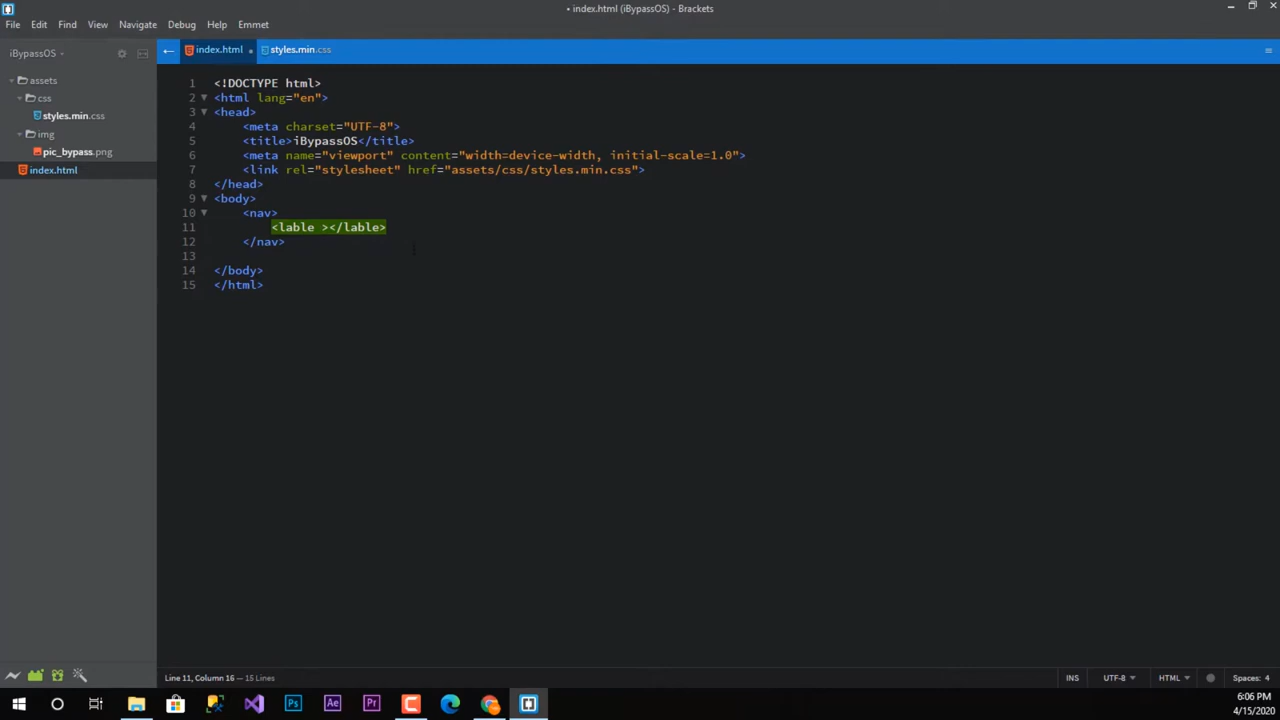 • index.html (iBypassOS) - Brackets
File Edit Find View Navigate Debug Help Emmet
iBypassOS
index.html •
styles.min.css
assets
css
styles.min.css
img
pic_bypass.png
index.html
1 <!DOCTYPE html>
2 <html lang="en">
3 <head>
4 <meta charset="UTF-8">
5 <title>iBypassOS</title>
6 <meta name="viewport" content="width=device-width, initial-scale=1.0">
7 <link rel="stylesheet" href="assets/css/styles.min.css">
8 </head>
9 <body>
10 <nav>
11 <lable ></lable>
12 </nav>
13
14 </body>
15 </html>
Line 11, Column 16 — 15 Lines
INS UTF-8 HTML Spaces: 4
Ps Ae Pr
6:06 PM
4/15/2020